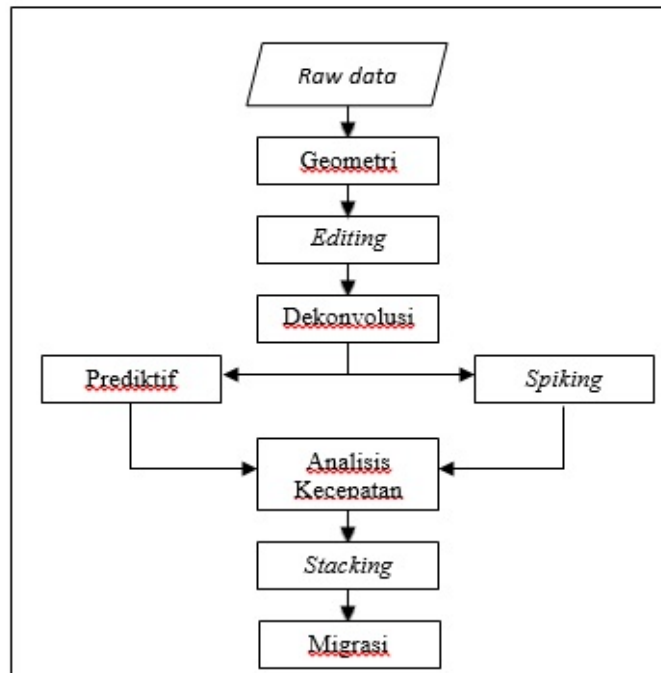 Raw data
Geometri
Editing
Dekonvolusi
Prediktif
Spiking
Analisis
Kecepatan
Stacking
Migrasi